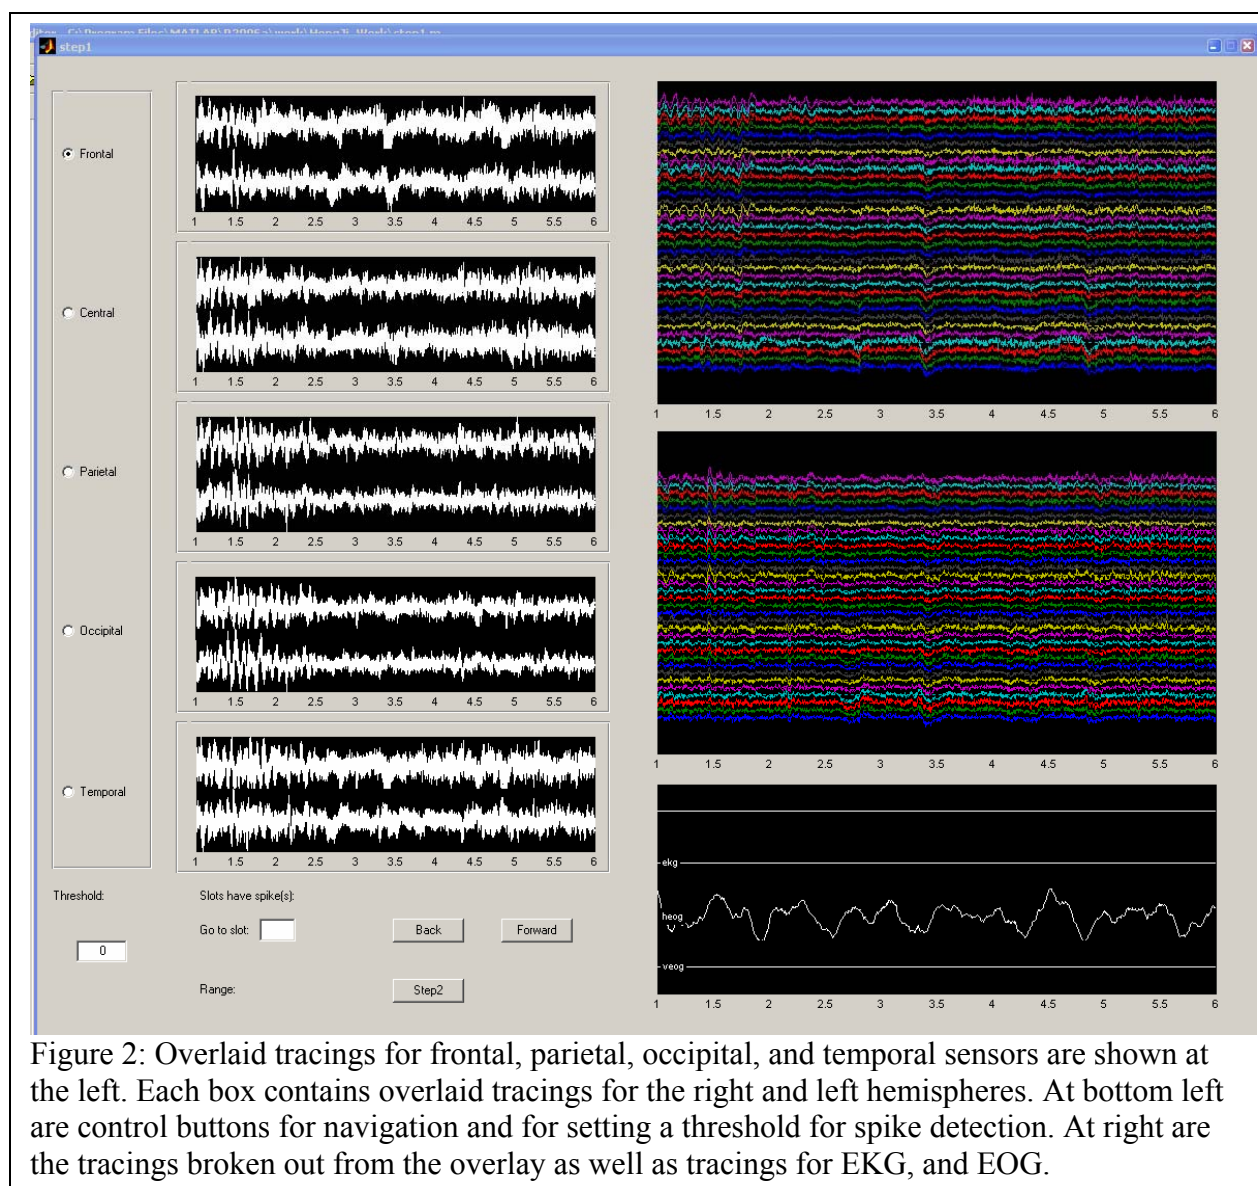 Editor - C:\Program Files\MATLAB\R2006a\work\HongJi_Work\step1.m
step1
Frontal
1 1.5 2 2.5 3 3.5 4 4.5 5 5.5 6
Central
1 1.5 2 2.5 3 3.5 4 4.5 5 5.5 6
Parietal
1 1.5 2 2.5 3 3.5 4 4.5 5 5.5 6
Occipital
1 1.5 2 2.5 3 3.5 4 4.5 5 5.5 6
Temporal
1 1.5 2 2.5 3 3.5 4 4.5 5 5.5 6
1 1.5 2 2.5 3 3.5 4 4.5 5 5.5 6
1 1.5 2 2.5 3 3.5 4 4.5 5 5.5 6
ekg
heog
veog
1 1.5 2 2.5 3 3.5 4 4.5 5 5.5 6
Threshold:
0
Slots have spike(s):
Go to slot:
Back
Forward
Range:
Step2
Figure 2: Overlaid tracings for frontal, parietal, occipital, and temporal sensors are shown at
the left. Each box contains overlaid tracings for the right and left hemispheres. At bottom left
are control buttons for navigation and for setting a threshold for spike detection. At right are
the tracings broken out from the overlay as well as tracings for EKG, and EOG.